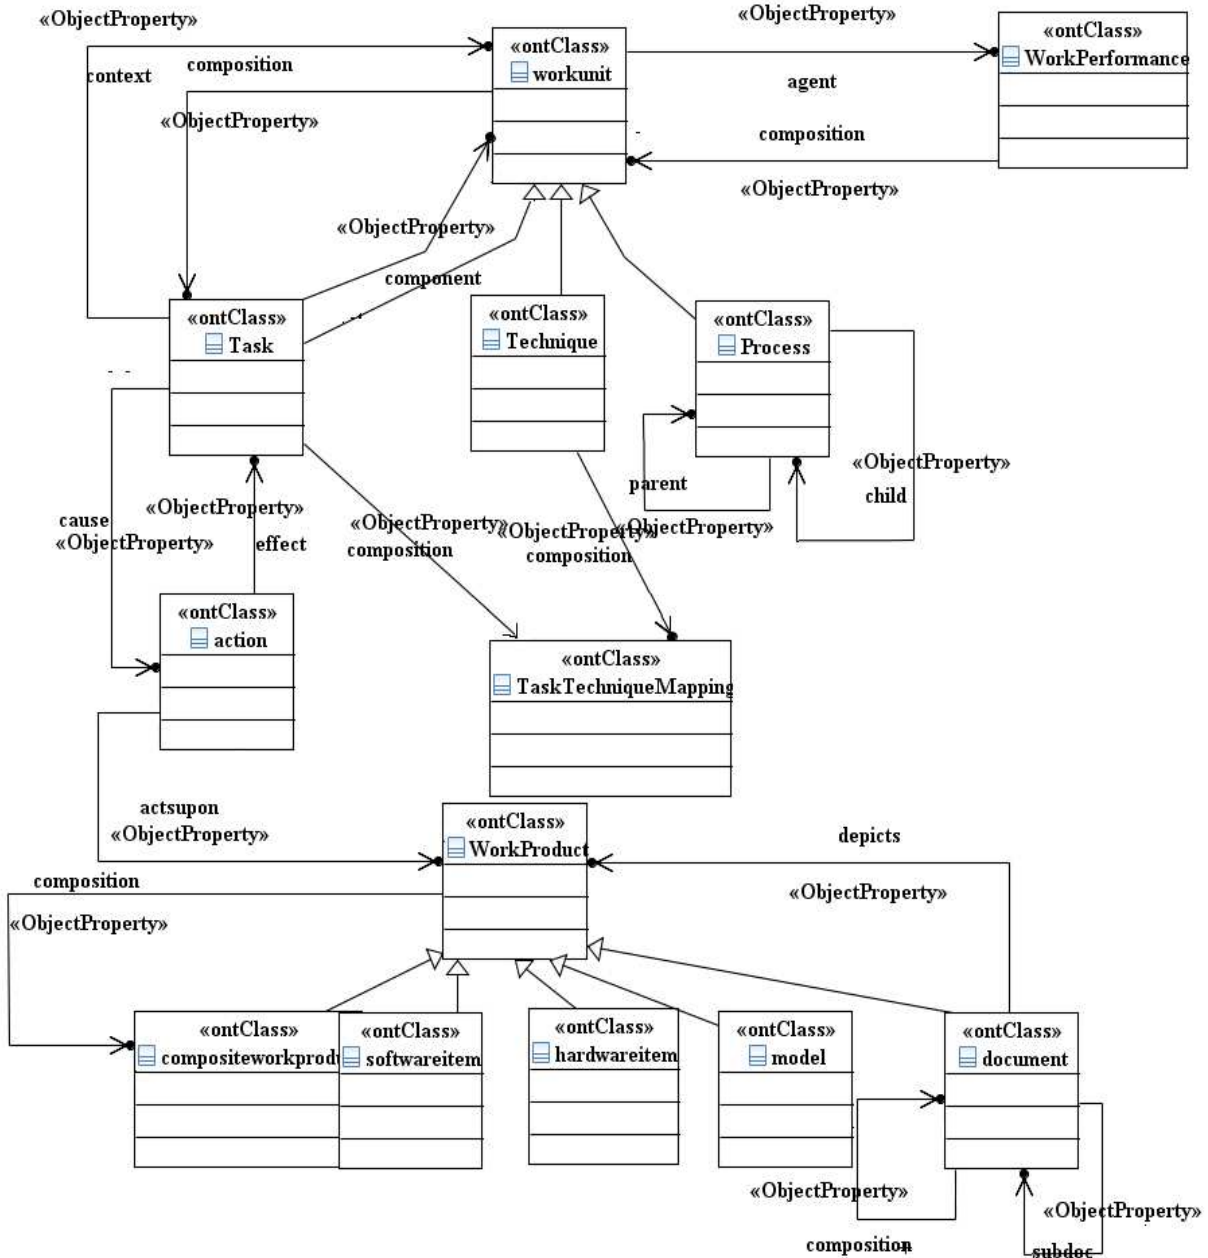 «ObjectProperty»
«ObjectProperty»
«ontClass»
WorkPerformance
«ontClass»
workunit
composition
context
agent
«ObjectProperty»
composition
«ObjectProperty»
«ObjectProperty»
component
«ontClass»
Task
«ontClass»
Technique
«ontClass»
Process
«ObjectProperty»
child
parent
«ObjectProperty»
«ObjectProperty»
effect
cause
«ObjectProperty»
«ObjectProperty»
composition
«ObjectProperty»
composition
«ontClass»
action
«ontClass»
TaskTechniqueMapping
actsupon
«ObjectProperty»
«ontClass»
WorkProduct
depicts
«ObjectProperty»
composition
«ObjectProperty»
«ontClass»
compositeworkprodu
«ontClass»
softwareitem
«ontClass»
hardwareitem
«ontClass»
model
«ontClass»
document
«ObjectProperty»
composition
«ObjectProperty»
subdoc